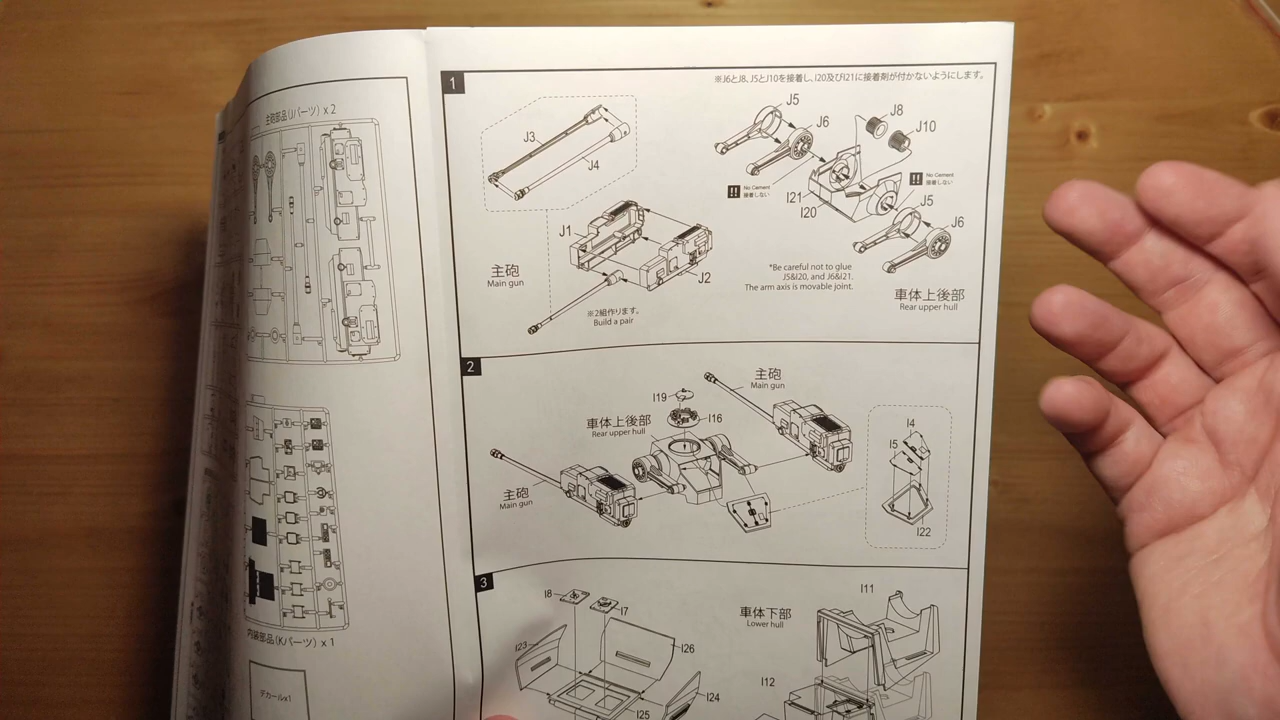 主砲部品(Jパーツ) x 2
内装部品(Kパーツ) x 1
デカールx1
1
※J6とJ8、J5とJ10を接着し、I20及びI21に接着剤が付かないようにします。
J3
J4
J1
J2
主砲
Main gun
※2組作ります。
Build a pair
J5
J6
J8
J10
!! No Cement
接着しない
!! No Cement
接着しない
I21
I20
J5
J6
*Be careful not to glue
J5&I20, and J6&I21.
The arm axis is movable joint.
車体上後部
Rear upper hull
2
主砲
Main gun
I19
I16
車体上後部
Rear upper hull
主砲
Main gun
I4
I5
I22
3
I8
I7
I23
I26
I24
I25
車体下部
Lower hull
I11
I12